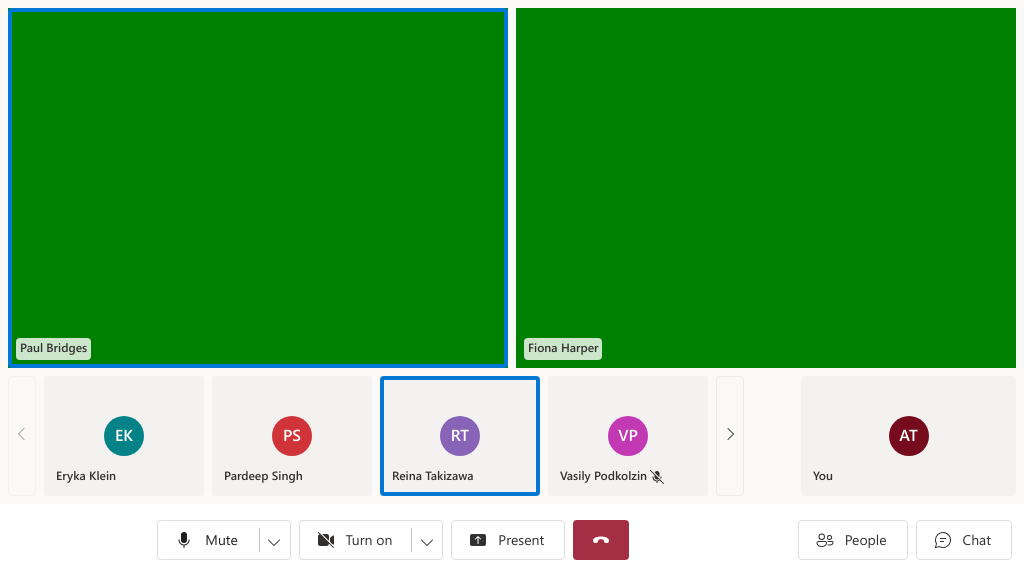 Paul Bridges
Fiona Harper
EK
PS
RT
VP
AT
Eryka Klein
Pardeep Singh
Reina Takizawa
Vasily Podkolzin
You
Mute
Turn on
Present
People
Chat